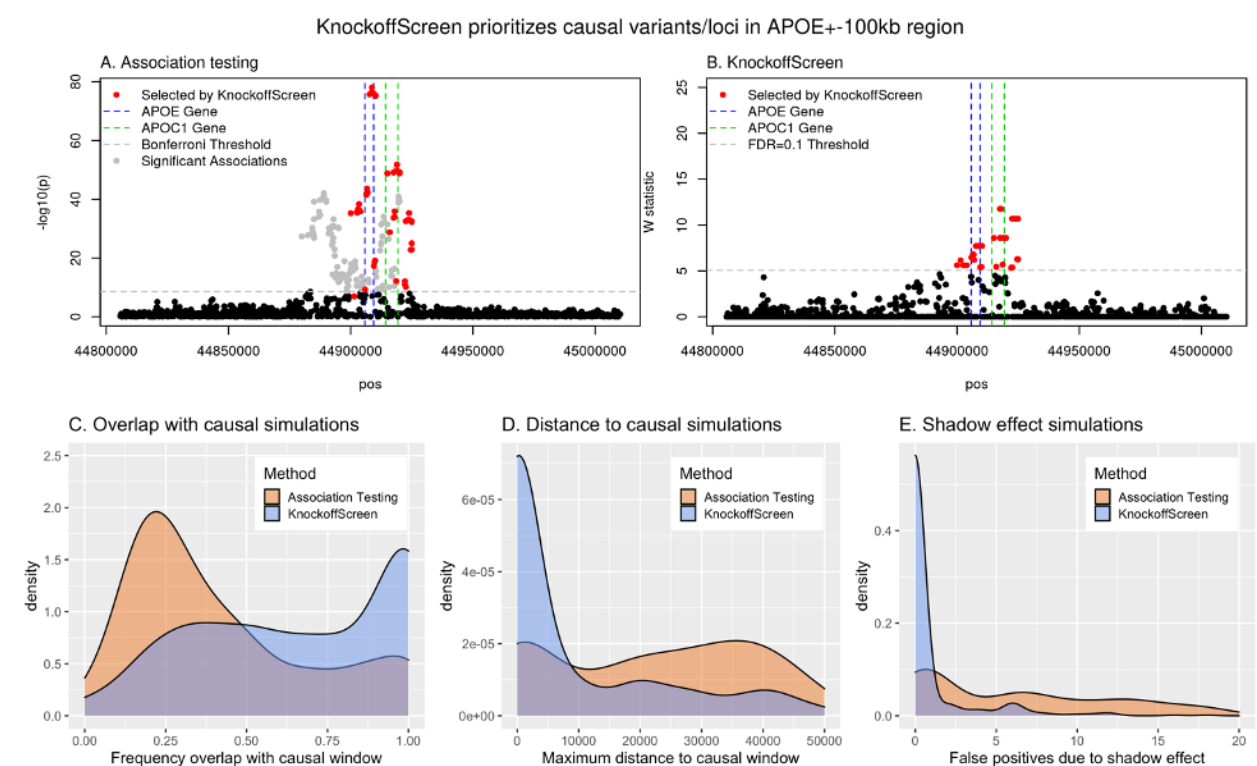 KnockoffScreen prioritizes causal variants/loci in APOE+-100kb region
A. Association testing
80
60
40
20
0
-log10(p)
Selected by KnockoffScreen
APOE Gene
APOC1 Gene
Bonferroni Threshold
Significant Associations
44800000
44850000
44900000
44950000
45000000
pos
B. KnockoffScreen
25
20
15
10
5
0
W statistic
Selected by KnockoffScreen
APOE Gene
APOC1 Gene
FDR=0.1 Threshold
44800000
44850000
44900000
44950000
45000000
pos
C. Overlap with causal simulations
2.5
2.0
1.5
1.0
0.5
0.0
density
Method
Association Testing
KnockoffScreen
0.00
0.25
0.50
0.75
1.00
Frequency overlap with causal window
D. Distance to causal simulations
6e-05
4e-05
2e-05
0e+00
density
Method
Association Testing
KnockoffScreen
0
10000
20000
30000
40000
50000
Maximum distance to causal window
E. Shadow effect simulations
0.4
0.2
0.0
density
Method
Association Testing
KnockoffScreen
0
5
10
15
20
False positives due to shadow effect